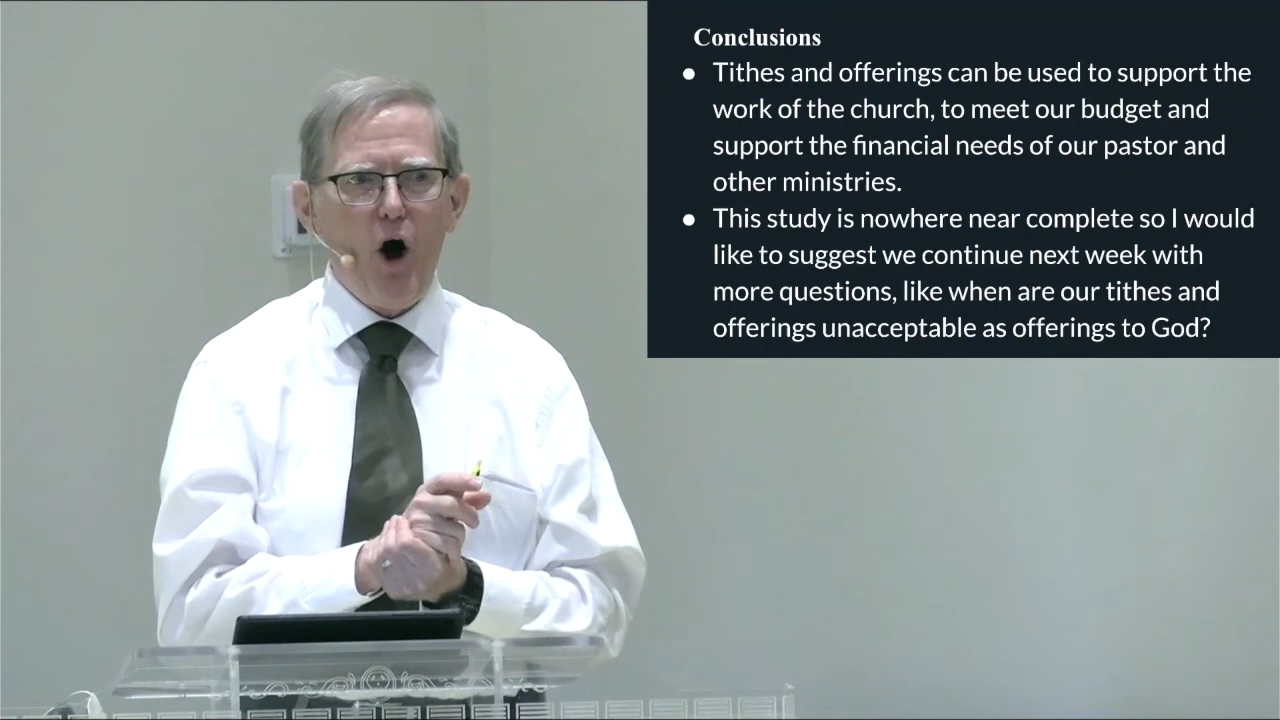 Conclusions
● Tithes and offerings can be used to support the
work of the church, to meet our budget and
support the financial needs of our pastor and
other ministries.
● This study is nowhere near complete so I would
like to suggest we continue next week with
more questions, like when are our tithes and
offerings unacceptable as offerings to God?